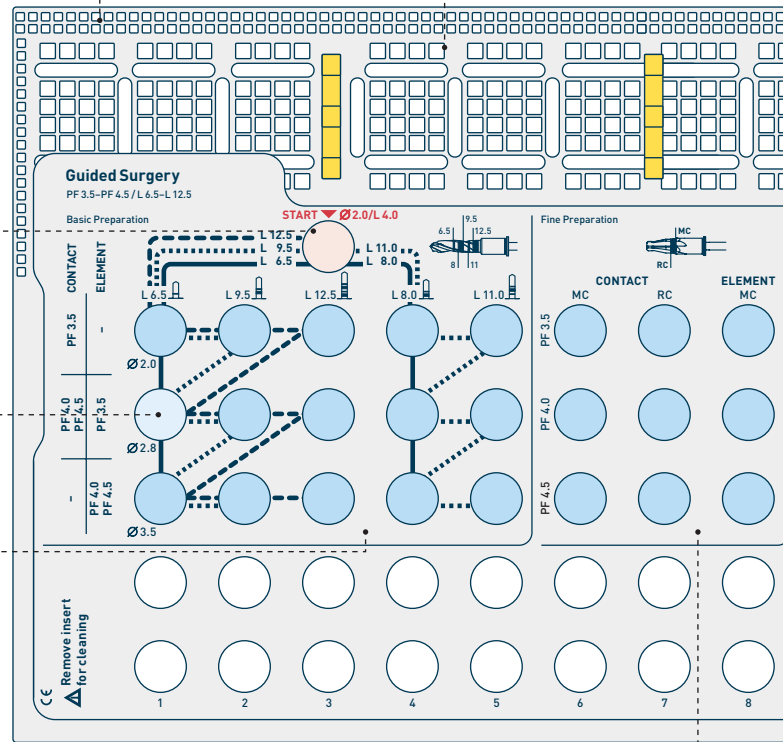 Guided Surgery
PF 3.5–PF 4.5 / L 6.5–L 12.5
Basic Preparation
START Ø 2.0/L 4.0
L 12.5
L 9.5
L 6.5
L 11.0
L 8.0
9.5
6.5 12.5
8 11
Fine Preparation
MC
RC
CONTACT
ELEMENT
CONTACT ELEMENT
MC RC MC
L 6.5 L 9.5 L 12.5 L 8.0 L 11.0
PF 3.5
–
PF 3.5
Ø 2.0
PF 4.0
PF 4.5
PF 3.5
PF 4.0
Ø 2.8
–
PF 4.0
PF 4.5
PF 4.5
Ø 3.5
Remove insert
for cleaning
CE
1 2 3 4 5 6 7 8